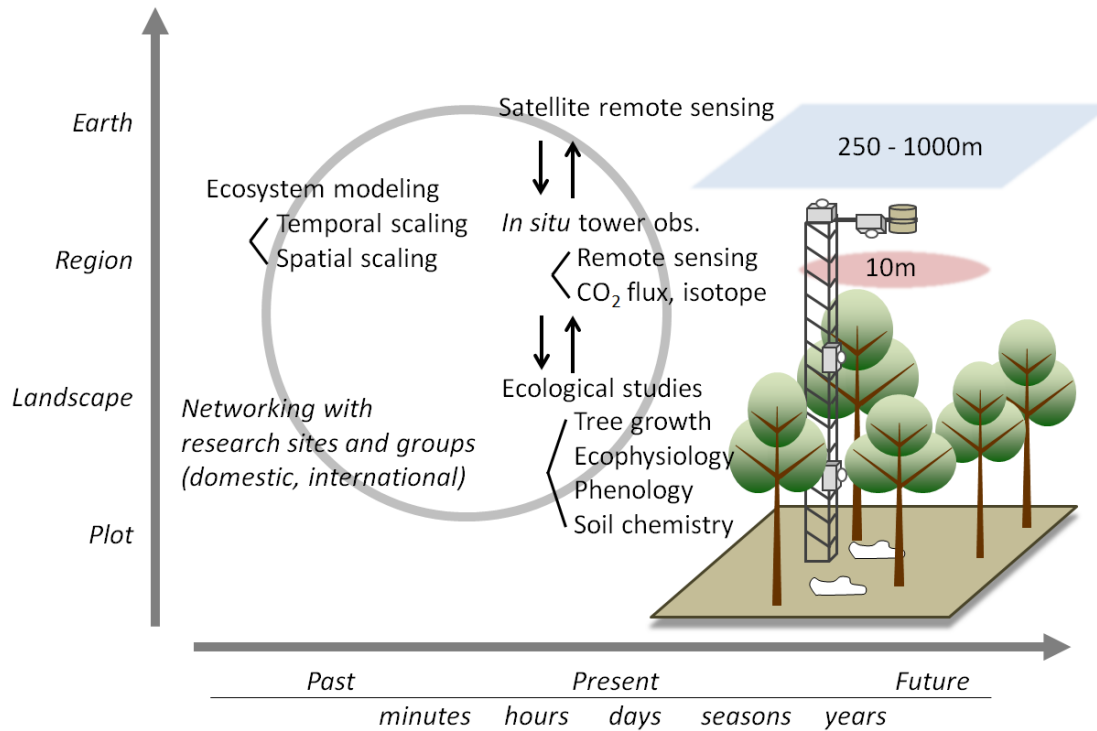 Earth
Region
Landscape
Plot
Satellite remote sensing
Ecosystem modeling
Temporal scaling
Spatial scaling
In situ tower obs.
Remote sensing
CO₂ flux, isotope
Networking with
research sites and groups
(domestic, international)
Ecological studies
Tree growth
Ecophysiology
Phenology
Soil chemistry
250 - 1000m
10m
Past Present Future
minutes hours days seasons years